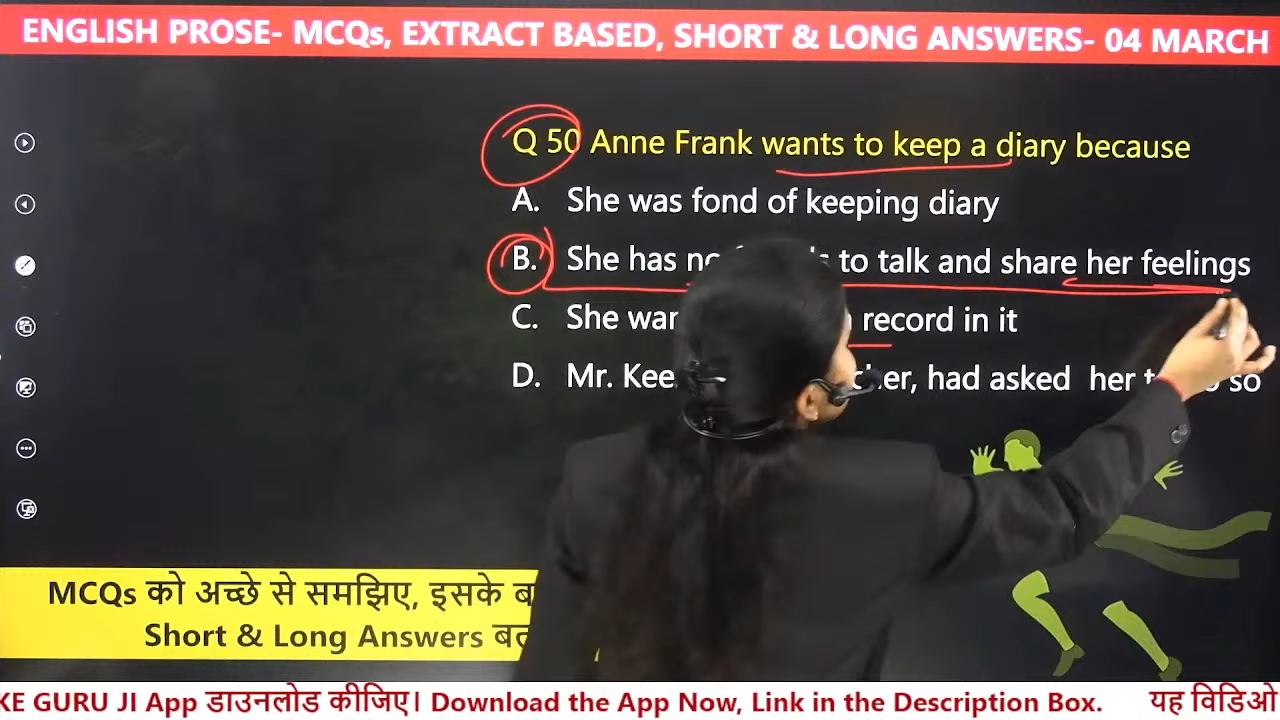 ENGLISH PROSE- MCQs, EXTRACT BASED, SHORT & LONG ANSWERS- 04 MARCH
Q 50 Anne Frank wants to keep a diary because
A. She was fond of keeping diary
B. She has to talk and share her feelings
C. She record in it
D. Mr. had asked her so
MCQs को अच्छे से समझिए, इसके
Short & Long Answers
KE GURU JI App डाउनलोड कीजिए। Download the App Now, Link in the Description Box. यह विडिओ